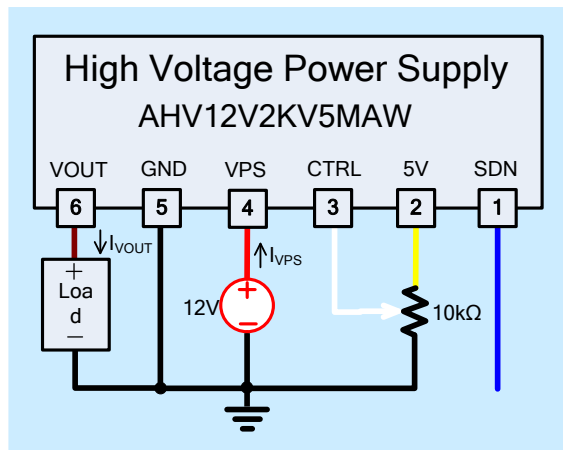 High Voltage Power Supply
AHV12V2KV5MAW
VOUT GND VPS CTRL 5V SDN
6 5 4 3 2 1
IVOUT
IVPS
+
Loa
d
−
12V
+
−
10kΩ